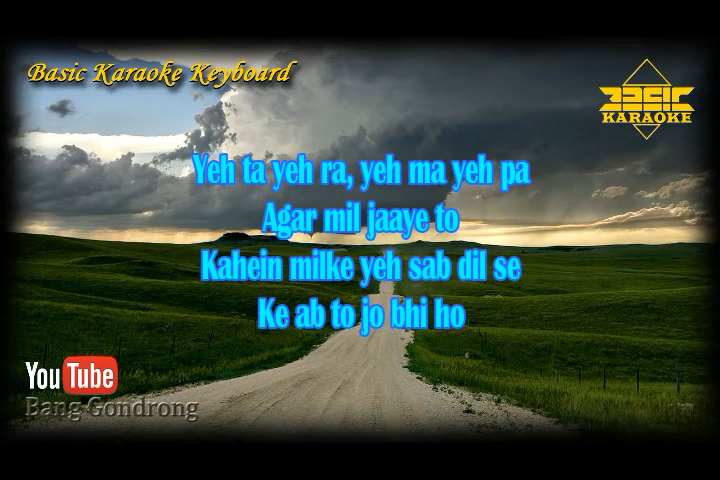 Basic Karaoke Keyboard
BASIC
KARAOKE
Yeh ta yeh ra, yeh ma yeh pa
Agar mil jaaye to
Kahein milke yeh sab dil se
Ke ab to jo bhi ho
YouTube
Bang Gondrong